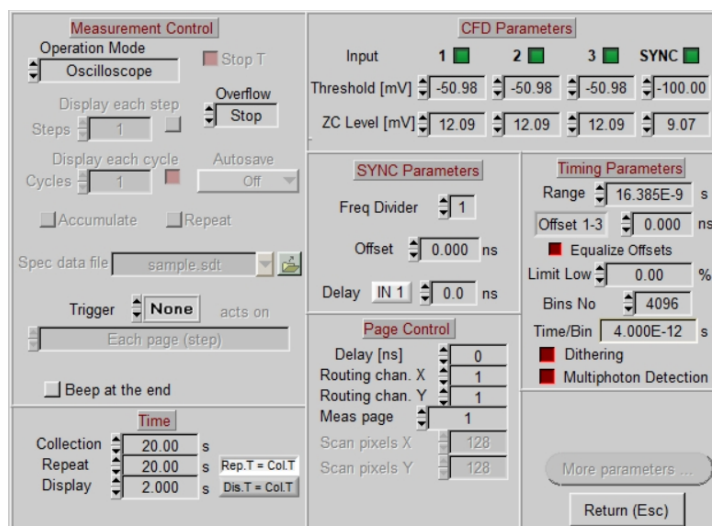 Measurement Control
Operation Mode
Oscilloscope
Stop T
Overflow
Stop
Display each step
Steps 1
Display each cycle
Cycles 1
Autosave
Off
Accumulate Repeat
Spec data file sample.sdt
Trigger None acts on
Each page (step)
Beep at the end
Time
Collection 20.00 s
Repeat 20.00 s Rep.T = Col.T
Display 2.000 s Dis.T = Col.T
CFD Parameters
Input 1 2 3 SYNC
Threshold [mV] -50.98 -50.98 -50.98 -100.00
ZC Level [mV] 12.09 12.09 12.09 9.07
SYNC Parameters
Freq Divider 1
Offset 0.000 ns
Delay IN 1 0.0 ns
Page Control
Delay [ns] 0
Routing chan. X 1
Routing chan. Y 1
Meas page 1
Scan pixels X 128
Scan pixels Y 128
Timing Parameters
Range 16.385E-9 s
Offset 1-3 0.000 ns
Equalize Offsets
Limit Low 0.00 %
Bins No 4096
Time/Bin 4.000E-12 s
Dithering
Multiphoton Detection
More parameters ...
Return (Esc)